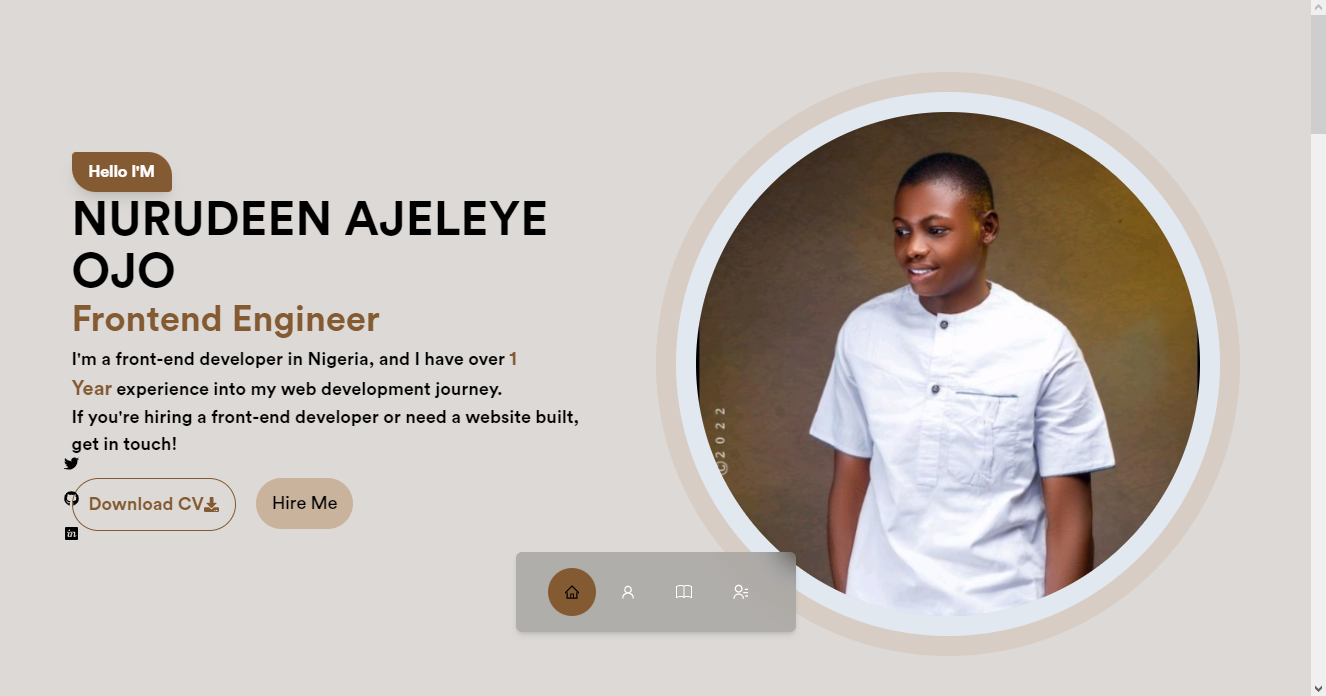 Hello I'M
NURUDEEN AJELEYE
OJO
Frontend Engineer
I'm a front-end developer in Nigeria, and I have over 1
Year experience into my web development journey.
If you're hiring a front-end developer or need a website built,
get in touch!
Download CV
Hire Me
in
©2022